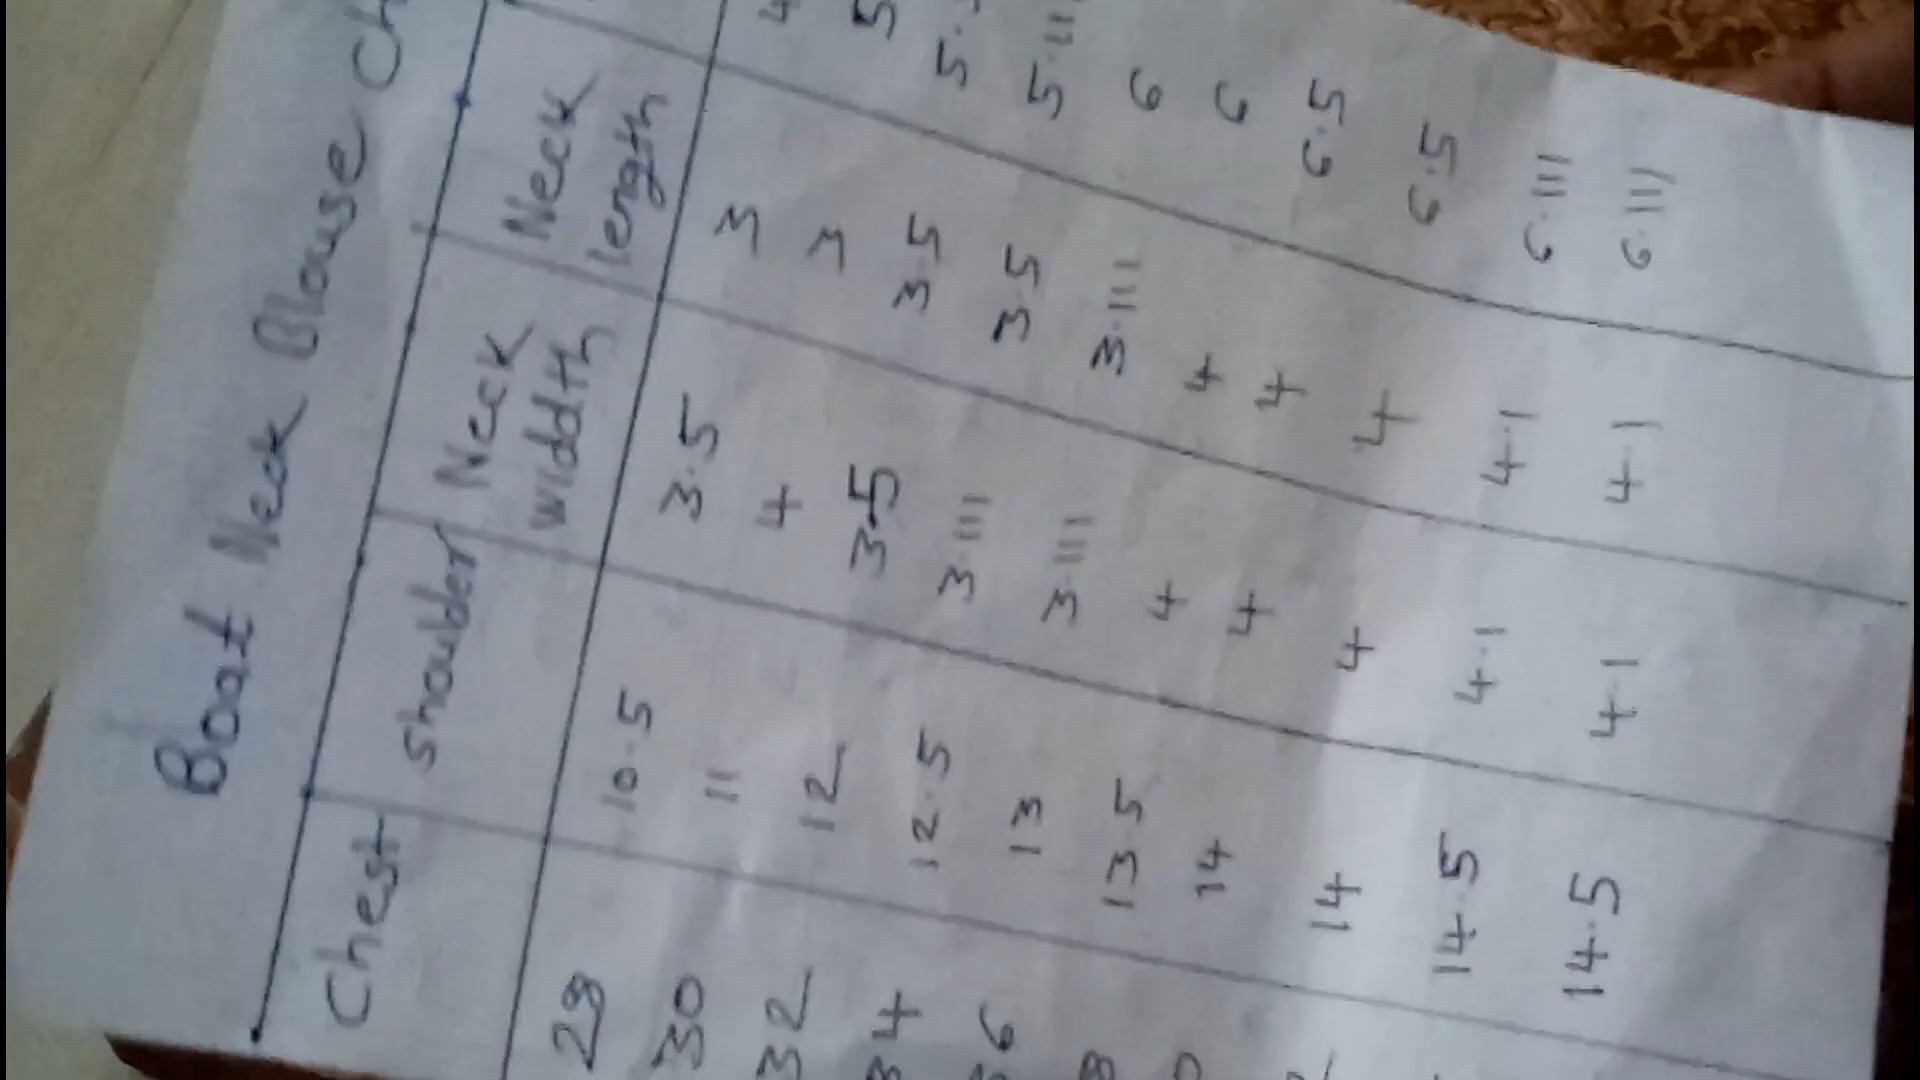 Boat Neck Blouse
Chest shoulder Neck widdth Neck length
28 10.5 3.5 3
30 11 4 3 5
32 12 3.5 3.5
34 12.5 3.111 3.5 5.11
13 3.111 3.111 6
13.5 4 4 6
14 4 4 6.5
14 4 4 6.5
14.5 4.1 4.1 6.111
14.5 4.1 4.1 6.111